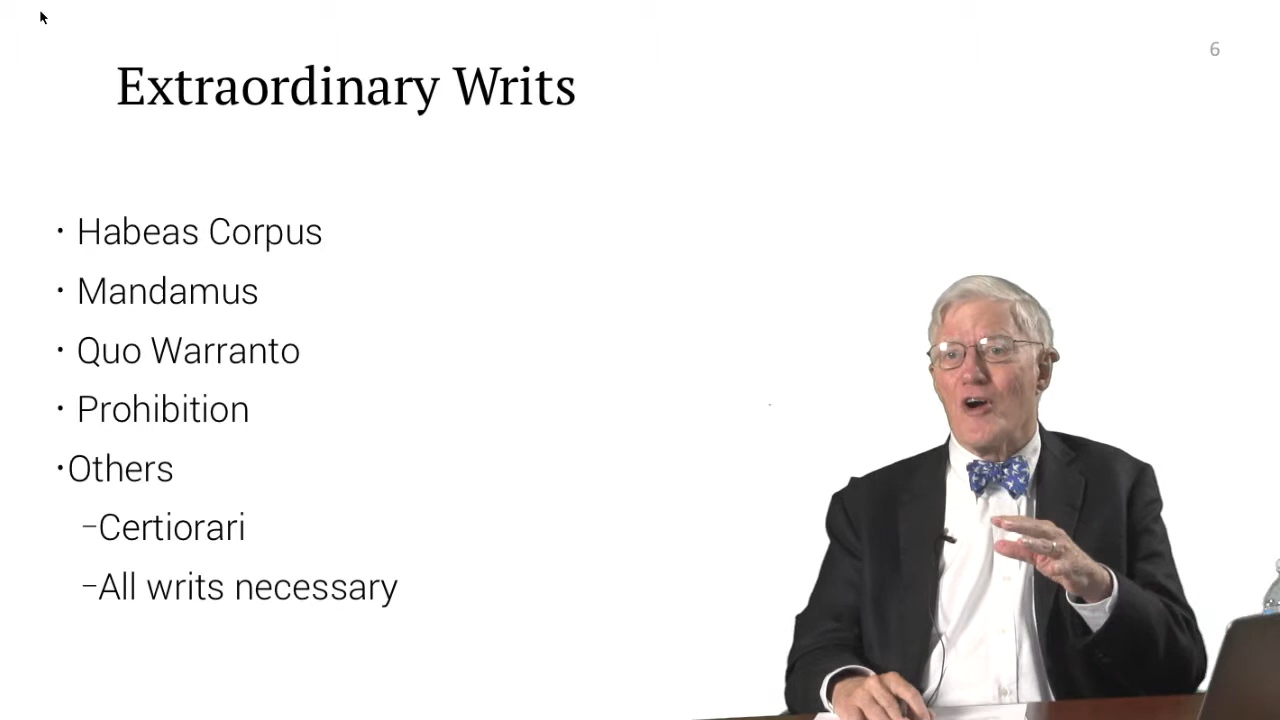 6
Extraordinary Writs
• Habeas Corpus
• Mandamus
• Quo Warranto
• Prohibition
•Others
–Certiorari
–All writs necessary